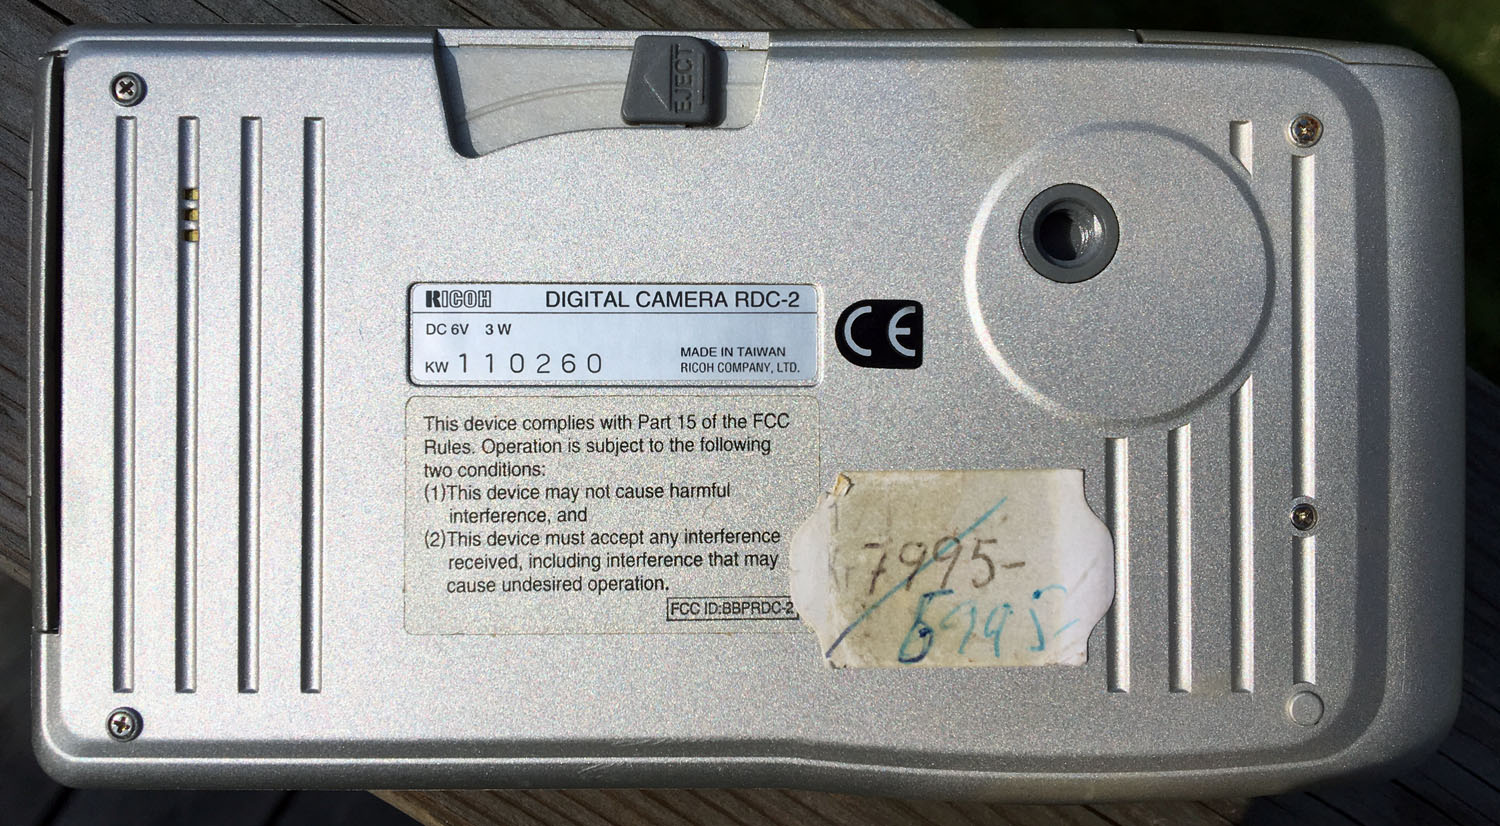 EJECT
RICOH DIGITAL CAMERA RDC-2
DC 6V 3 W
KW 110260
MADE IN TAIWAN
RICOH COMPANY, LTD.
CE
This device complies with Part 15 of the FCC
Rules. Operation is subject to the following
two conditions:
(1)This device may not cause harmful
interference, and
(2)This device must accept any interference
received, including interference that may
cause undesired operation.
FCC ID:BBPRDC-2
7995-
5995-